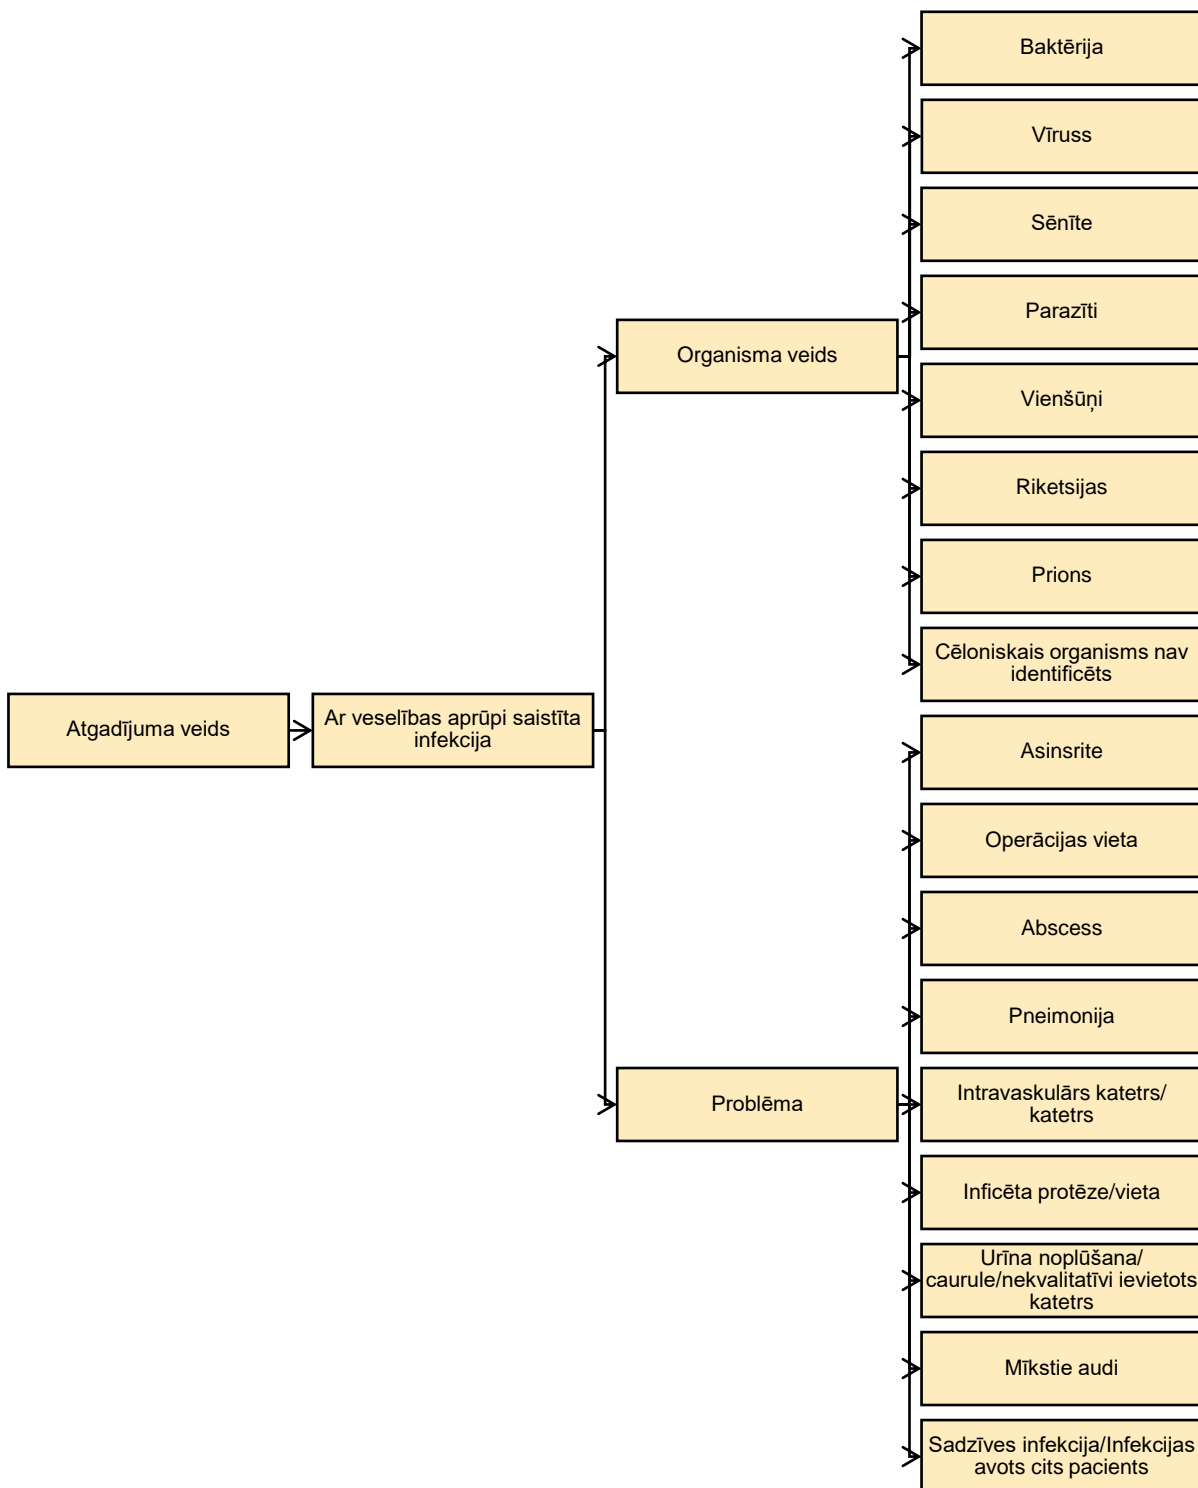 Baktērija
Vīruss
Sēnīte
Parazīti
Organisma veids
Vienšūņi
Riketsijas
Prions
Cēloniskais organisms nav
identificēts
Atgadījuma veids
Ar veselības aprūpi saistīta
infekcija
Asinsrite
Operācijas vieta
Abscess
Pneimonija
Problēma
Intravaskulārs katetrs/
katetrs
Inficēta protēze/vieta
Urīna noplūšana/
caurule/nekvalitatīvi ievietots
katetrs
Mīkstie audi
Sadzīves infekcija/Infekcijas
avots cits pacients